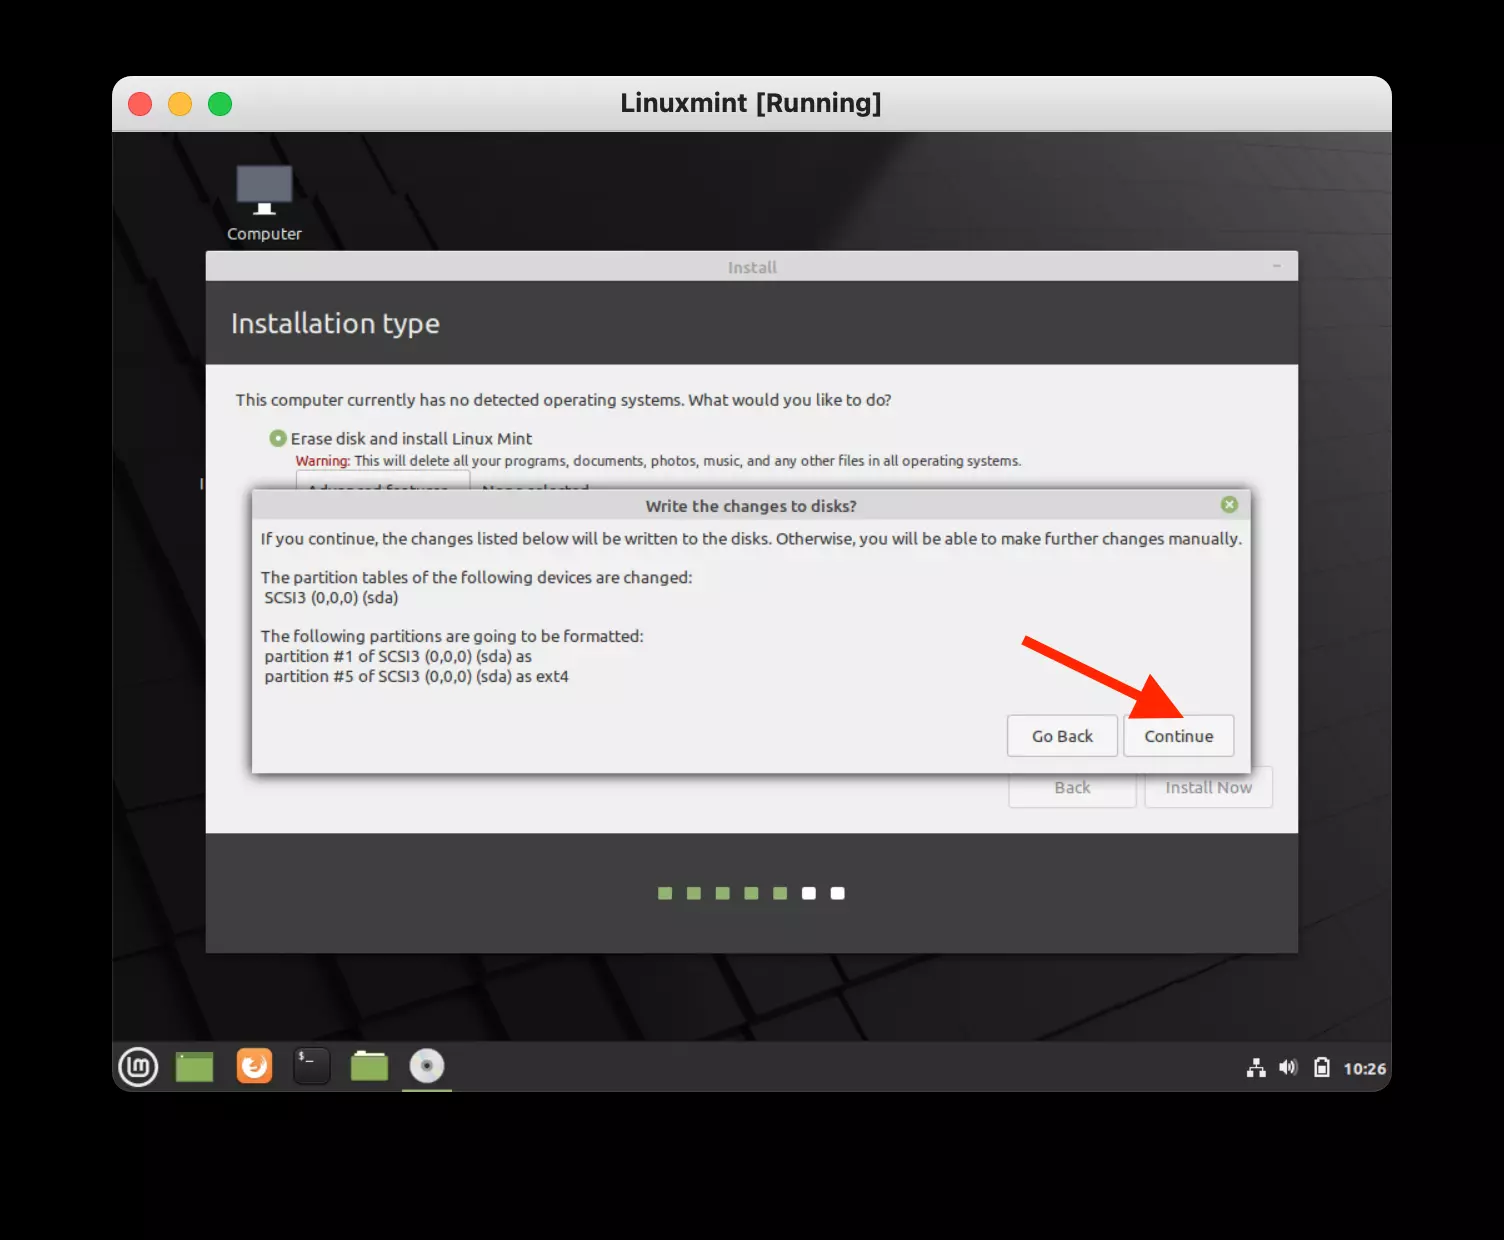 Linuxmint [Running]
Computer
Install
Installation type
This computer currently has no detected operating systems. What would you like to do?
Erase disk and install Linux Mint
Warning: This will delete all your programs, documents, photos, music, and any other files in all operating systems.
Advanced features... None selected
Write the changes to disks?
If you continue, the changes listed below will be written to the disks. Otherwise, you will be able to make further changes manually.
The partition tables of the following devices are changed:
SCSI3 (0,0,0) (sda)
The following partitions are going to be formatted:
partition #1 of SCSI3 (0,0,0) (sda) as
partition #5 of SCSI3 (0,0,0) (sda) as ext4
Go Back Continue
Back Install Now
$_
10:26